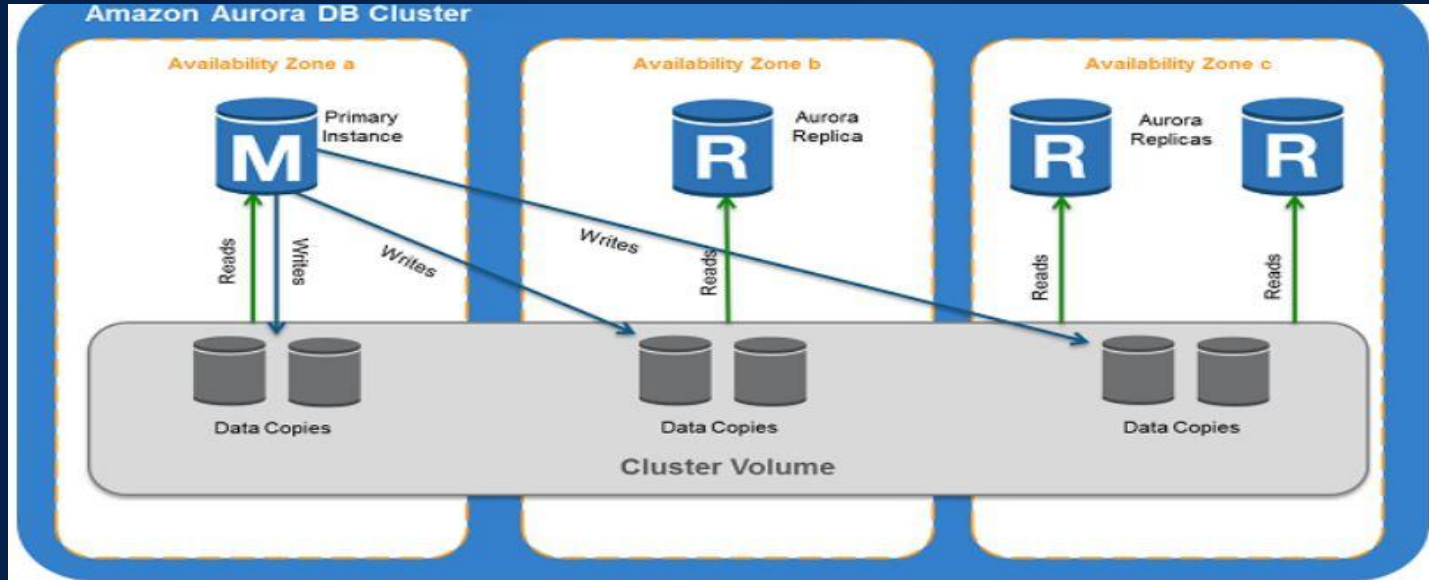 Amazon Aurora DB Cluster
Availability Zone a
Availability Zone b
Availability Zone c
M
Primary
Instance
R
Aurora
Replica
R
Aurora
Replicas
R
Reads
Writes
Writes
Reads
Writes
Reads
Reads
Data Copies
Data Copies
Data Copies
Cluster Volume